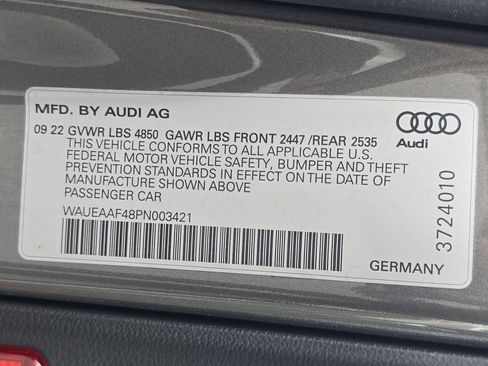 MFD. BY AUDI AG
Audi
09 22 GVWR LBS 4850 GAWR LBS FRONT 2447 /REAR 2535
THIS VEHICLE CONFORMS TO ALL APPLICABLE U.S.
FEDERAL MOTOR VEHICLE SAFETY, BUMPER AND THEFT
PREVENTION STANDARDS IN EFFECT ON THE DATE OF
MANUFACTURE SHOWN ABOVE
PASSENGER CAR
WAUEAAF48PN003421
3724010
GERMANY